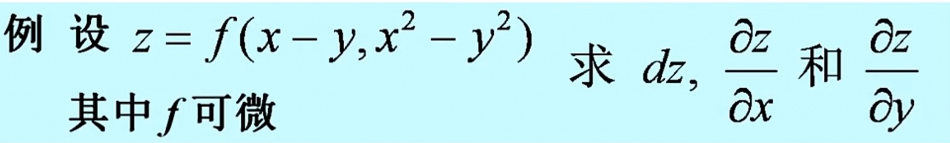 例 设 z = f(x − y, x² − y²) 求 dz, ∂z/∂x 和 ∂z/∂y
其中 f 可微